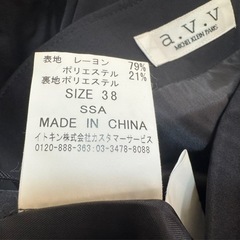 a.v.v
MICHEL KLEIN PARIS
表地 レーヨン 79%
ポリエステル 21%
裏地ポリエステル
SIZE 38
SSA
MADE IN CHINA
イトキン株式会社カスタマーサービス
0120-888-363:03-3478-8088